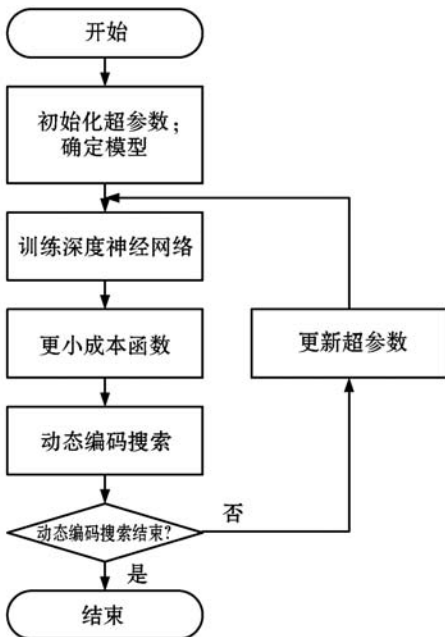 开始
初始化超参数；
确定模型
训练深度神经网络
更小成本函数
更新超参数
动态编码搜索
动态编码搜索结束?
否
是
结束